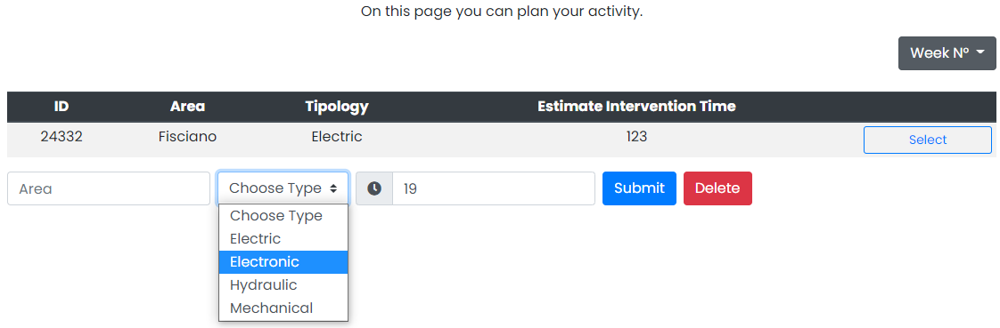 On this page you can plan your activity.
Week N°
ID Area Tipology Estimate Intervention Time
24332 Fisciano Electric 123 Select
Area Choose Type 19 Submit Delete
Choose Type
Electric
Electronic
Hydraulic
Mechanical